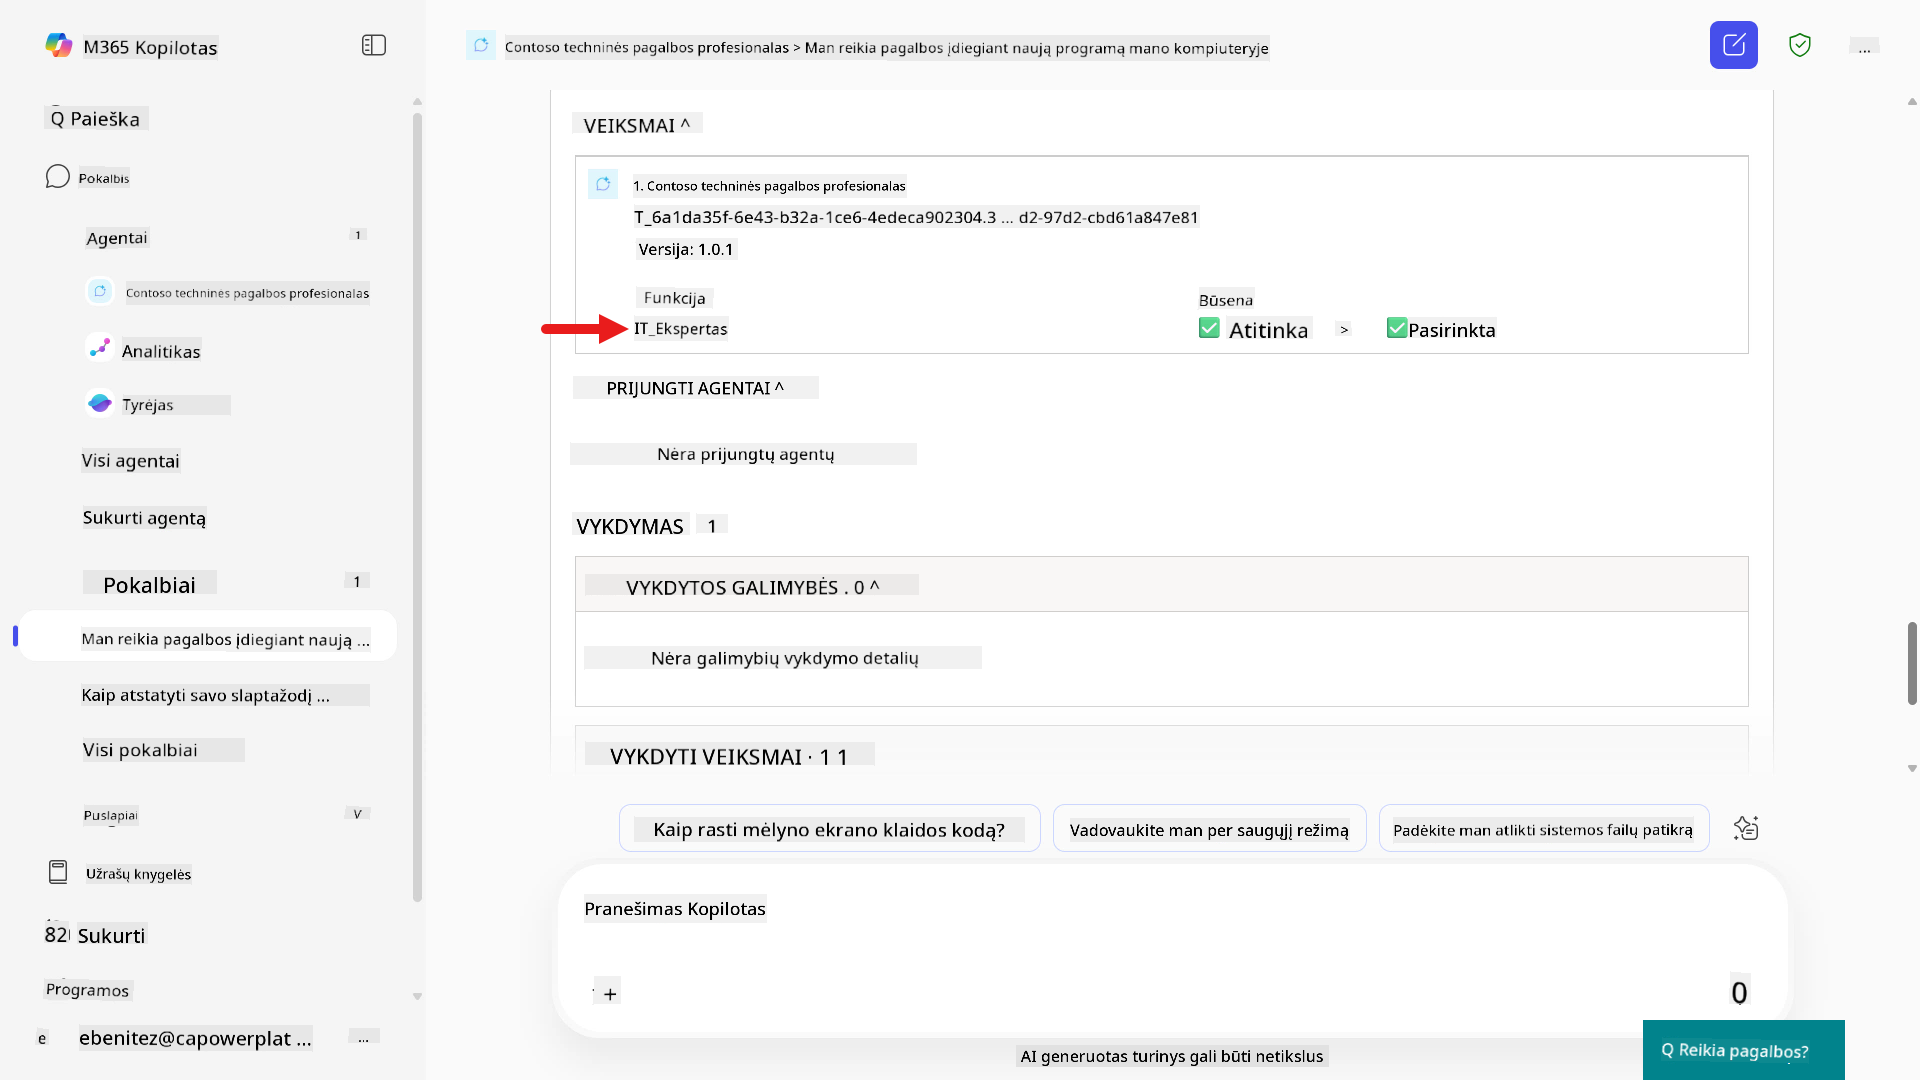 M365 Kopilotas
Q Paieška
Pokalbis
Agentai 1
Contoso techninės pagalbos profesionalas
Analitikas
Tyrėjas
Visi agentai
Sukurti agentą
Pokalbiai 1
Man reikia pagalbos įdiegiant naują ...
Kaip atstatyti savo slaptažodį ...
Visi pokalbiai
Puslapiai V
Užrašų knygelės
82 Sukurti
Programos
e ebenitez@capowerplat ... ...
Contoso techninės pagalbos profesionalas > Man reikia pagalbos įdiegiant naują programą mano kompiuteryje
...
VEIKSMAI ^
1. Contoso techninės pagalbos profesionalas
T_6a1da35f-6e43-b32a-1ce6-4edeca902304.3 ... d2-97d2-cbd61a847e81
Versija: 1.0.1
Funkcija Būsena
IT_Ekspertas Atitinka > Pasirinkta
PRIJUNGTI AGENTAI ^
Nėra prijungtų agentų
VYKDYMAS 1
VYKDYTOS GALIMYBĖS . 0 ^
Nėra galimybių vykdymo detalių
VYKDYTI VEIKSMAI · 1 1
Kaip rasti mėlyno ekrano klaidos kodą?
Vadovaukite man per saugųjį režimą
Padėkite man atlikti sistemos failų patikrą
Pranešimas Kopilotas
+ 0
AI generuotas turinys gali būti netikslus
Q Reikia pagalbos?